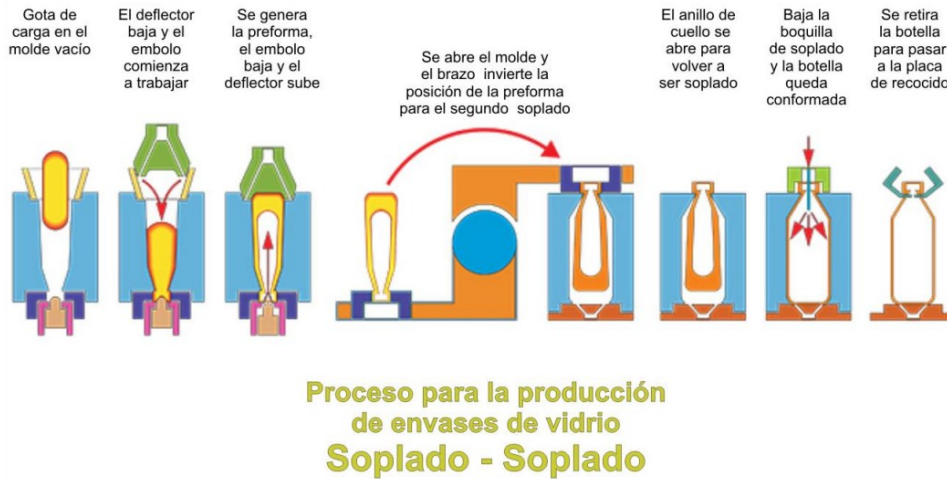 Gota de
carga en el
molde vacío
El deflector
baja y el
embolo
comienza
a trabajar
Se genera
la preforma,
el embolo
baja y el
deflector sube
Se abre el molde y
el brazo invierte la
posición de la preforma
para el segundo soplado
El anillo de
cuello se
abre para
volver a
ser soplado
Baja la
boquilla
de soplado
y la botella
queda
conformada
Se retira
la botella
para pasar
a la placa
de recocido
Proceso para la producción
de envases de vidrio
Soplado - Soplado